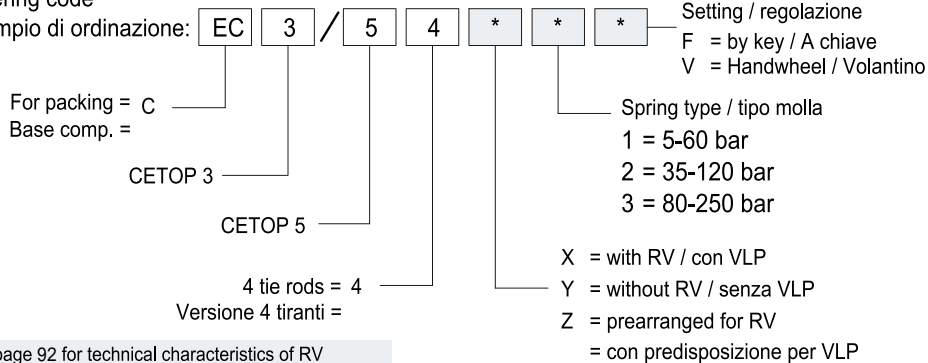 ering code
mpio di ordinazione: EC 3 / 5 4 * * *
Setting / regolazione
F = by key / A chiave
V = Handwheel / Volantino
For packing = C
Base comp. =
Spring type / tipo molla
1 = 5-60 bar
2 = 35-120 bar
3 = 80-250 bar
CETOP 3
CETOP 5
X = with RV / con VLP
4 tie rods = 4
Y = without RV / senza VLP
Versione 4 tiranti =
Z = prearranged for RV
= con predisposizione per VLP
page 92 for technical characteristics of RV